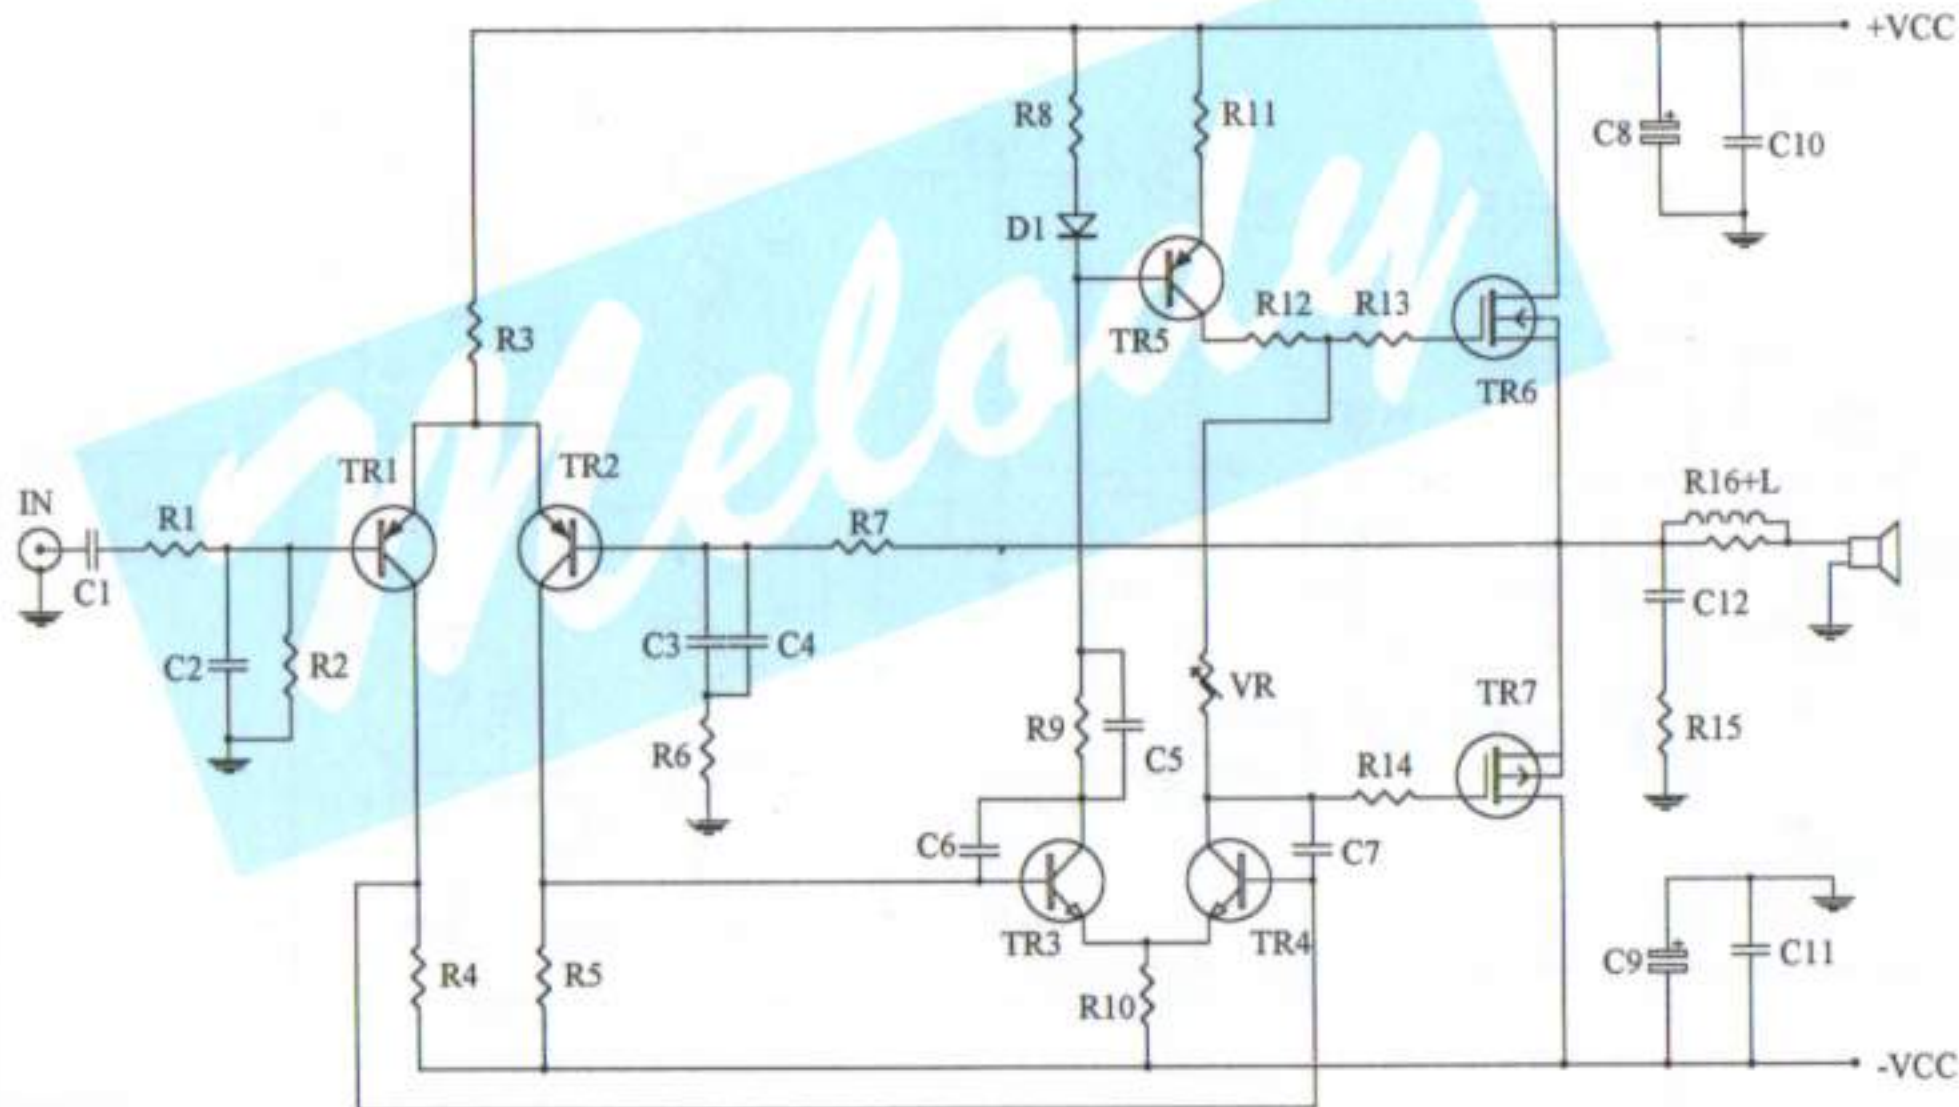 +VCC
R8
R11
C8
+
C10
D1
R3
TR5
R12
R13
TR6
Melody
IN
C1
R1
TR1
TR2
R7
R16+L
C2
R2
C3
C4
C12
R6
R9
C5
VR
TR7
R15
R14
C6
C7
TR3
TR4
C9
+
C11
R4
R5
R10
-VCC